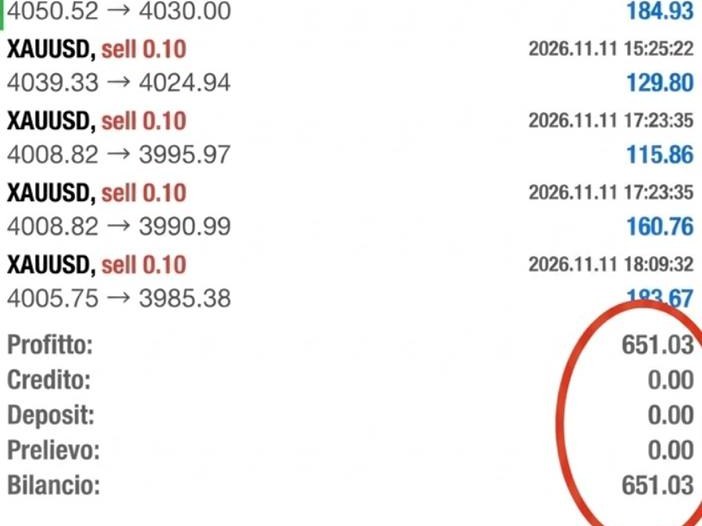 4050.52 → 4030.00 184.93
XAUUSD, sell 0.10 2026.11.11 15:25:22
4039.33 → 4024.94 129.80
XAUUSD, sell 0.10 2026.11.11 17:23:35
4008.82 → 3995.97 115.86
XAUUSD, sell 0.10 2026.11.11 17:23:35
4008.82 → 3990.99 160.76
XAUUSD, sell 0.10 2026.11.11 18:09:32
4005.75 → 3985.38 183.67
Profitto: 651.03
Credito: 0.00
Deposit: 0.00
Prelievo: 0.00
Bilancio: 651.03